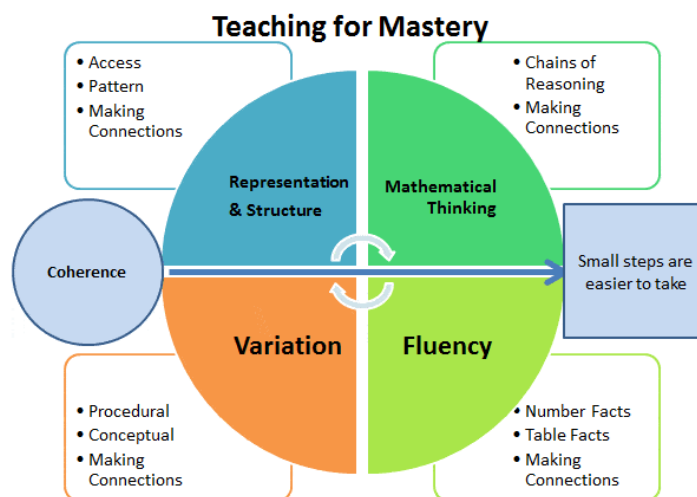 Teaching for Mastery
• Access
• Pattern
• Making
Connections
• Chains of
Reasoning
• Making
Connections
Representation
& Structure
Mathematical
Thinking
Coherence
Small steps are
easier to take
Variation
Fluency
• Procedural
• Conceptual
• Making
Connections
• Number Facts
• Table Facts
• Making
Connections